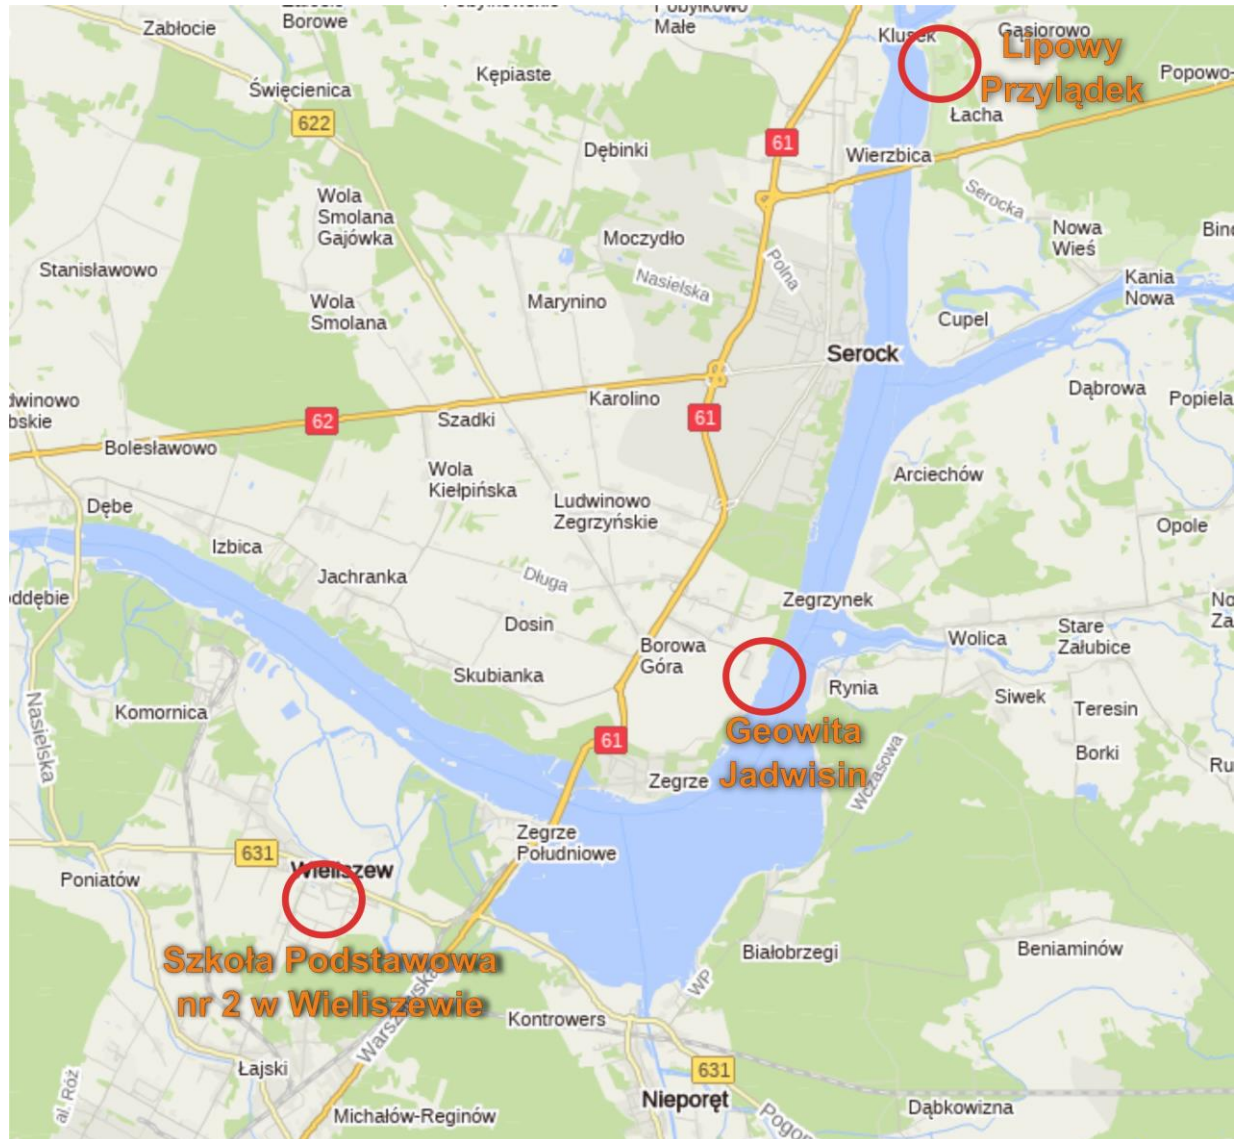 Borowe
Zabłocie
Małe
Klusek
Gąsiorowo
Lipowy
Przylądek
Kępiaste
Popowo-
Święcienica
622
Łacha
61
Dębinki
Wierzbica
Wola
Smolana
Gajówka
Serocka
Moczydło
Nowa
Wieś
Stanisławowo
Polna
Nasielska
Kania
Nowa
Wola
Smolana
Marynino
Cupel
Serock
Karolino
Dąbrowa
62
Szadki
61
Bolesławowo
Wola
Kiełpińska
Arciechów
Dębe
Ludwinowo
Zegrzyńskie
Opole
Izbica
Jachranka
Długa
Zegrzynek
Dosin
Wolica
Stare
Załubice
Borowa
Góra
Skubianka
Rynia
Siwek
Teresin
Komornica
Nasielska
Geowita
Jadwisin
61
Borki
Zegrze
Wczasowa
Zegrze
Południowe
631
Wieliszew
Poniatów
Szkoła Podstawowa
nr 2 w Wieliszewie
Białobrzegi
Beniaminów
WP
Kontrowers
Warszawska
Łajski
631
al. Róż
Nieporęt
Michałów-Reginów
Dąbkowizna